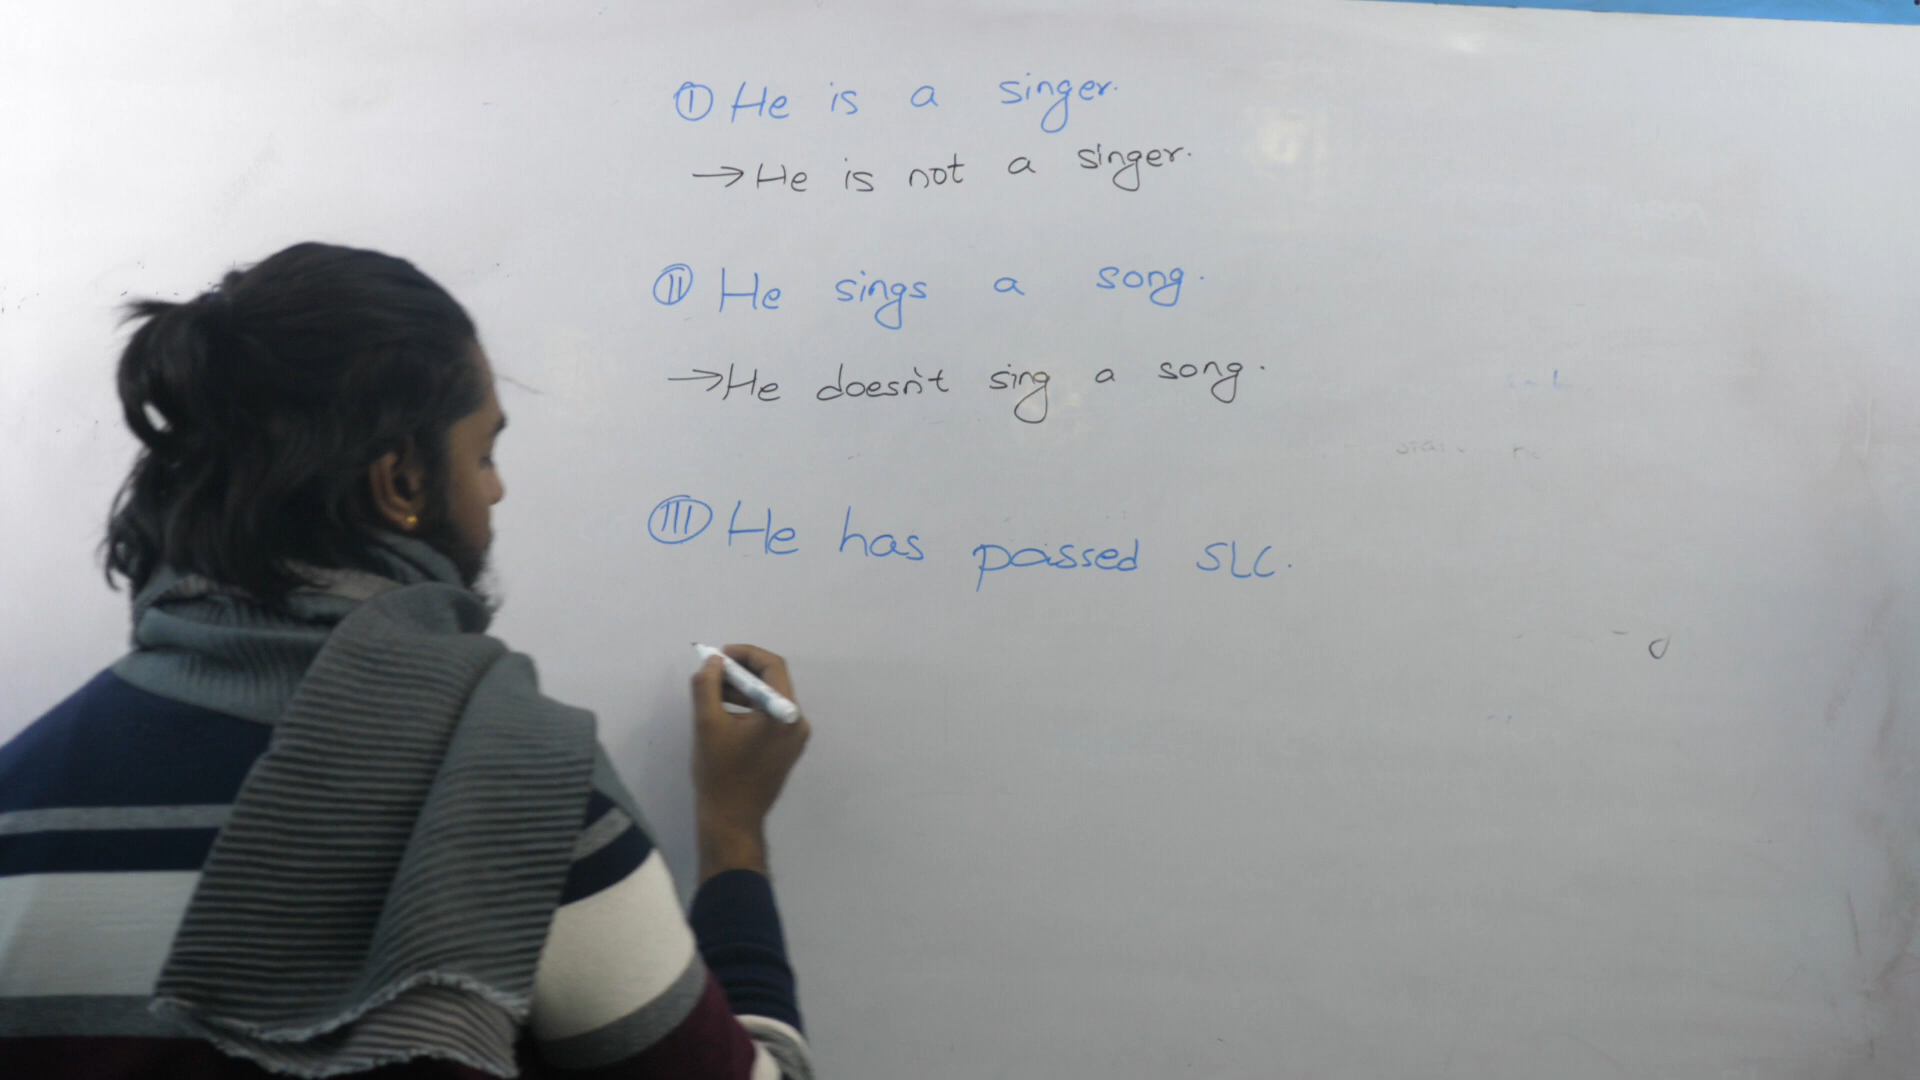 ① He is a singer.
→ He is not a singer.
Ⓘ He sings a song.
→ He doesn't sing a song.
III He has passed SLC.